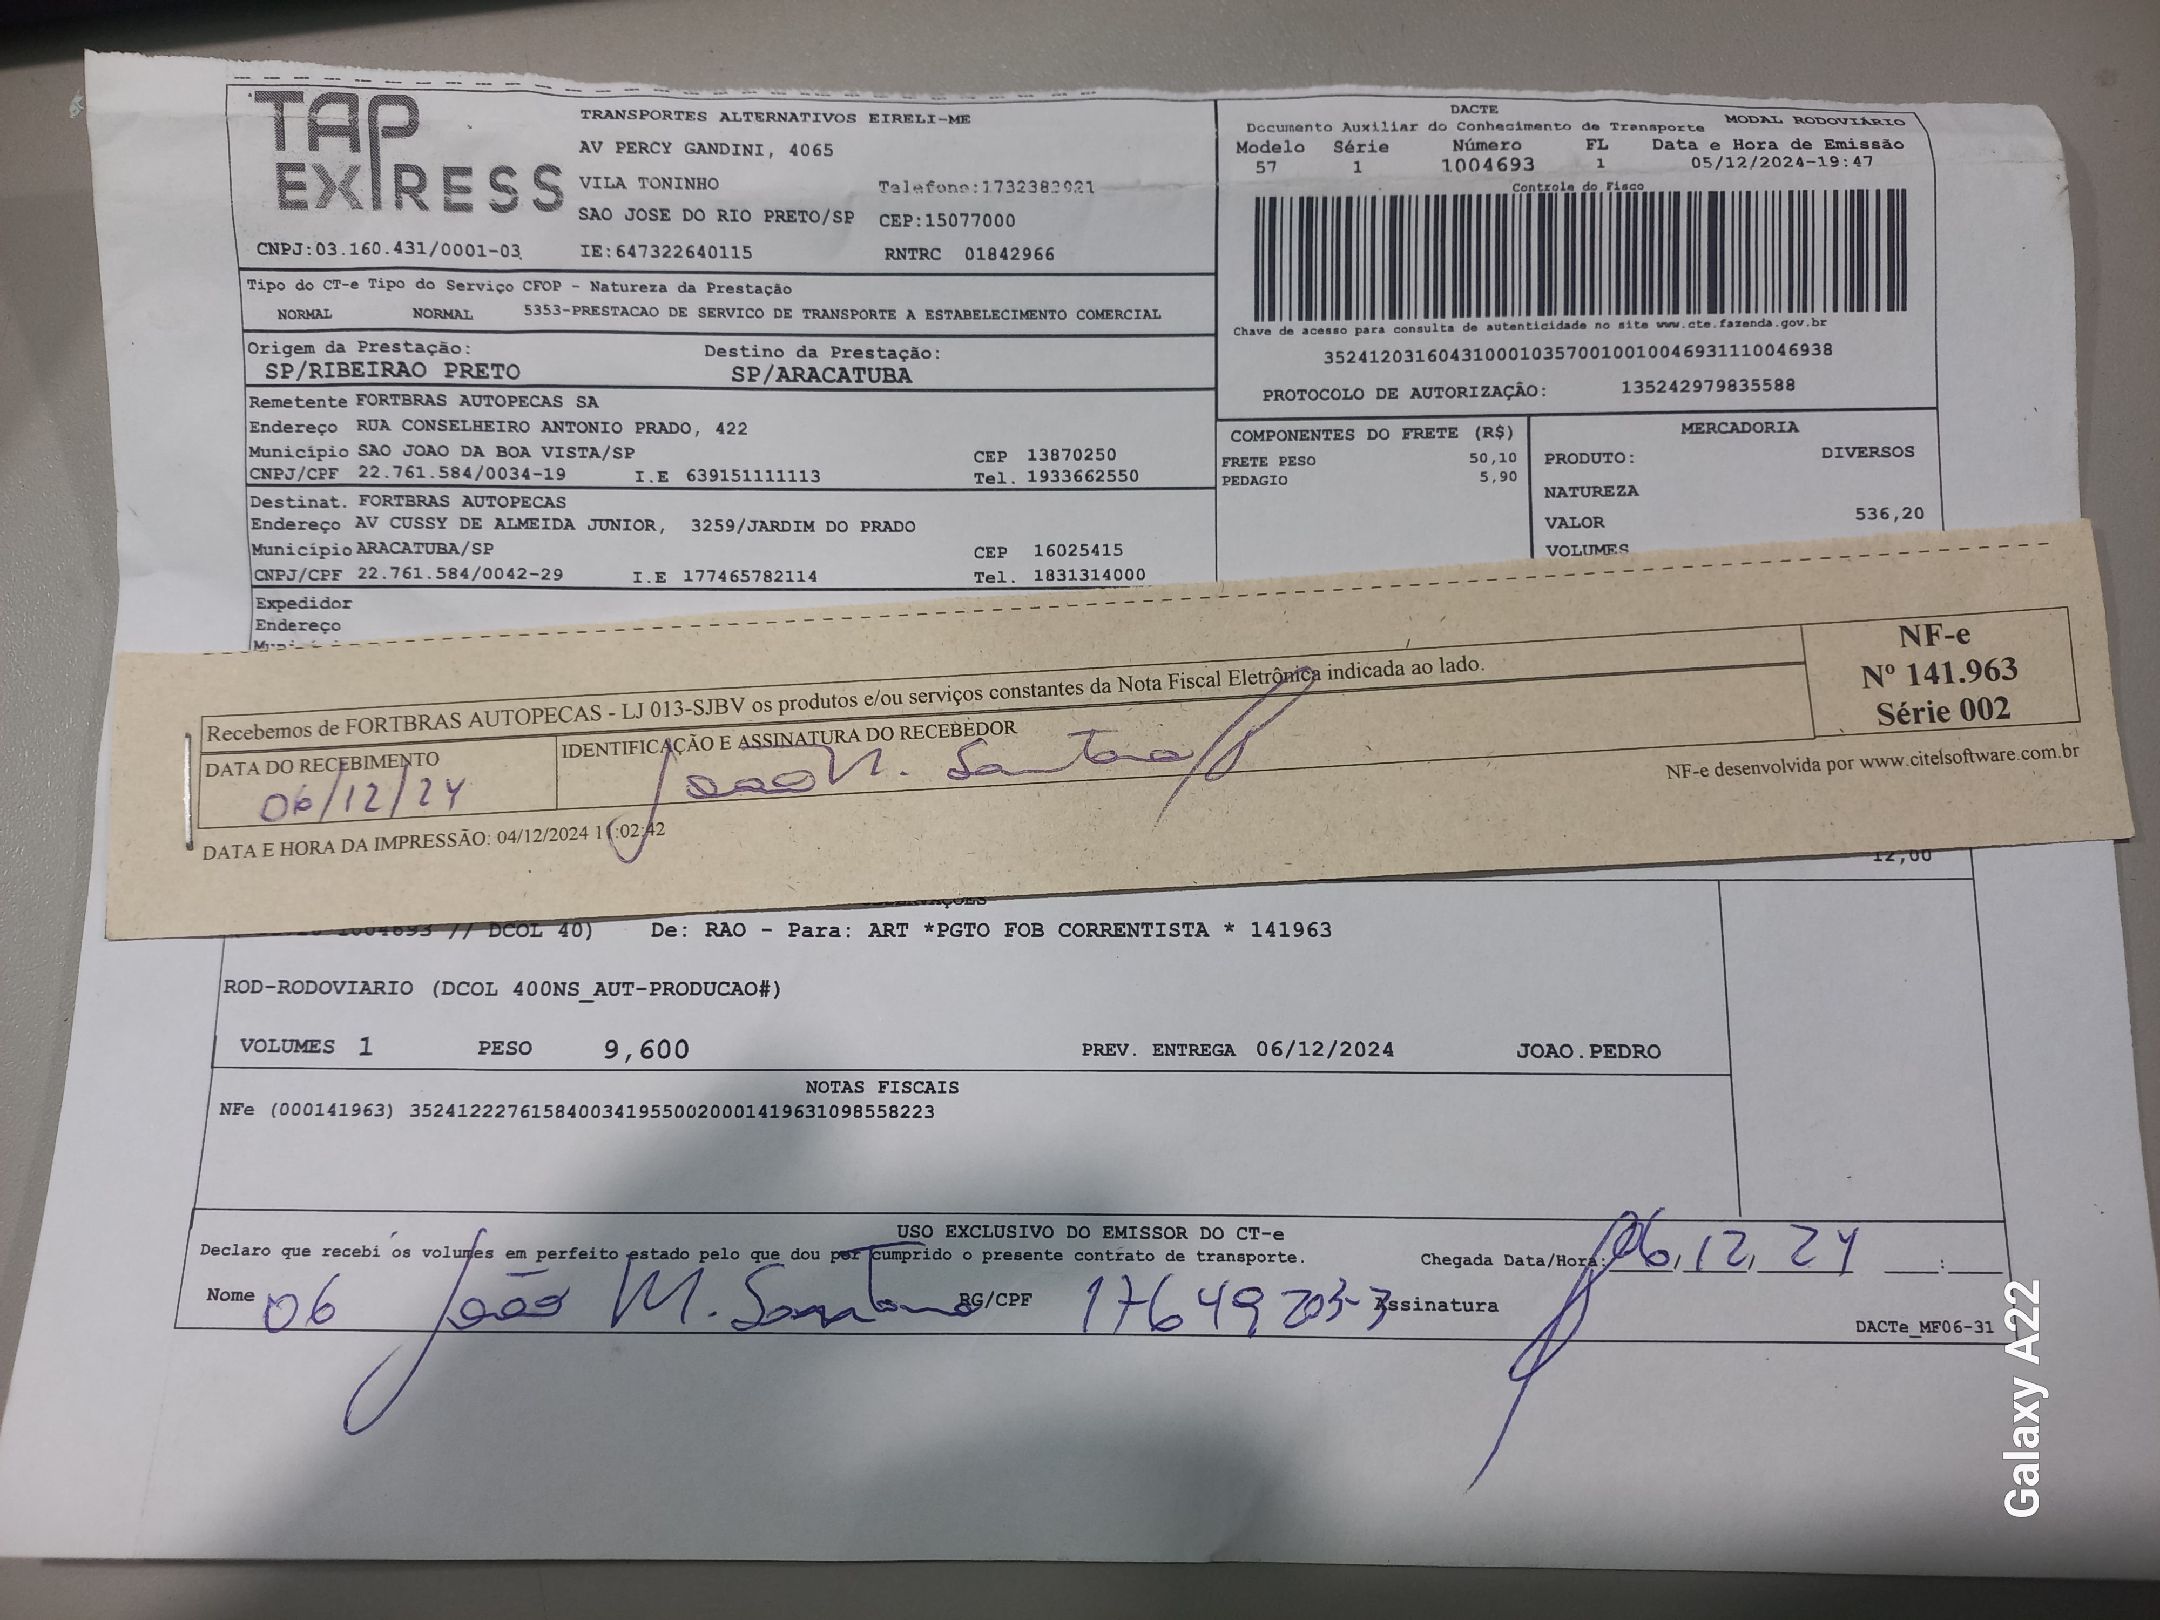 TAP EXPRESS
TRANSPORTES ALTERNATIVOS EIRELI-ME
AV PERCY GANDINI, 4065
VILA TONINHO Telefone:1732382921
SAO JOSE DO RIO PRETO/SP CEP:15077000
CNPJ:03.160.431/0001-03 IE:647322640115 RNTRC 01842966
DACTE
Documento Auxiliar do Conhecimento de Transporte MODAL RODOVIÁRIO
Modelo Série Número FL Data e Hora de Emissão
57 1 1004693 1 05/12/2024-19:47
Controle do Fisco
Chave de acesso para consulta de autenticidade no site www.cte.fazenda.gov.br
35241203160431000103570010010046931110046938
PROTOCOLO DE AUTORIZAÇÃO: 135242979835588
Tipo do CT-e Tipo do Serviço CFOP - Natureza da Prestação
NORMAL NORMAL 5353-PRESTACAO DE SERVICO DE TRANSPORTE A ESTABELECIMENTO COMERCIAL
Origem da Prestação: Destino da Prestação:
SP/RIBEIRAO PRETO SP/ARACATUBA
Remetente FORTBRAS AUTOPECAS SA
Endereço RUA CONSELHEIRO ANTONIO PRADO, 422
Município SAO JOAO DA BOA VISTA/SP CEP 13870250
CNPJ/CPF 22.761.584/0034-19 I.E 639151111113 Tel. 1933662550
Destinat. FORTBRAS AUTOPECAS
Endereço AV CUSSY DE ALMEIDA JUNIOR, 3259/JARDIM DO PRADO
Município ARACATUBA/SP CEP 16025415
CNPJ/CPF 22.761.584/0042-29 I.E 177465782114 Tel. 1831314000
Expedidor
Endereço
COMPONENTES DO FRETE (R$)
FRETE PESO 50,10
PEDAGIO 5,90
MERCADORIA
PRODUTO: DIVERSOS
NATUREZA
VALOR 536,20
VOLUMES
Recebemos de FORTBRAS AUTOPECAS - LJ 013-SJBV os produtos e/ou serviços constantes da Nota Fiscal Eletrônica indicada ao lado.
DATA DO RECEBIMENTO IDENTIFICAÇÃO E ASSINATURA DO RECEBEDOR
06/12/24 João M. Santana
DATA E HORA DA IMPRESSÃO: 04/12/2024 :02:42
NF-e
Nº 141.963
Série 002
NF-e desenvolvida por www.citelsoftware.com.br
12,00
OBSERVAÇOES
1004693 // DCOL 40) De: RAO - Para: ART *PGTO FOB CORRENTISTA * 141963
ROD-RODOVIARIO (DCOL 400NS_AUT-PRODUCAO#)
VOLUMES 1 PESO 9,600 PREV. ENTREGA 06/12/2024 JOAO.PEDRO
NOTAS FISCAIS
NFe (000141963) 35241222761584003419550020001419631098558223
USO EXCLUSIVO DO EMISSOR DO CT-e
Declaro que recebi os volumes em perfeito estado pelo que dou por cumprido o presente contrato de transporte. Chegada Data/Hora: 06, 12, 24 :
Nome 06 João M. Santana RG/CPF 17649203-3 Assinatura
DACTe_MF06-31
Galaxy A22